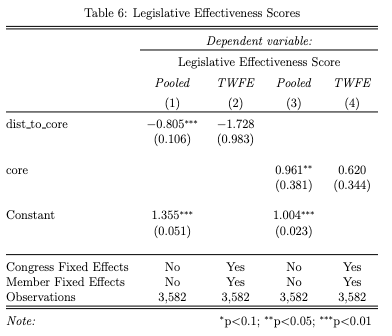 Table 6: Legislative Effectiveness Scores
Dependent variable:
Legislative Effectiveness Score
Pooled TWFE Pooled TWFE
(1) (2) (3) (4)
dist_to_core −0.805*** −1.728
(0.106) (0.983)
core 0.961** 0.620
(0.381) (0.344)
Constant 1.355*** 1.004***
(0.051) (0.023)
Congress Fixed Effects No Yes No Yes
Member Fixed Effects No Yes No Yes
Observations 3,582 3,582 3,582 3,582
Note: *p<0.1; **p<0.05; ***p<0.01